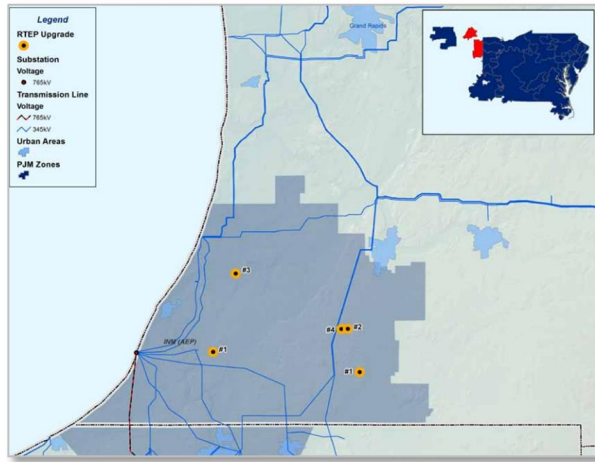 Legend
RTEP Upgrade
Substation
Voltage
765kV
Transmission Line
Voltage
765kV
345kV
Urban Areas
PJM Zones
Grand Rapids
#3
#4
#2
INM (AEP)
#1
#1